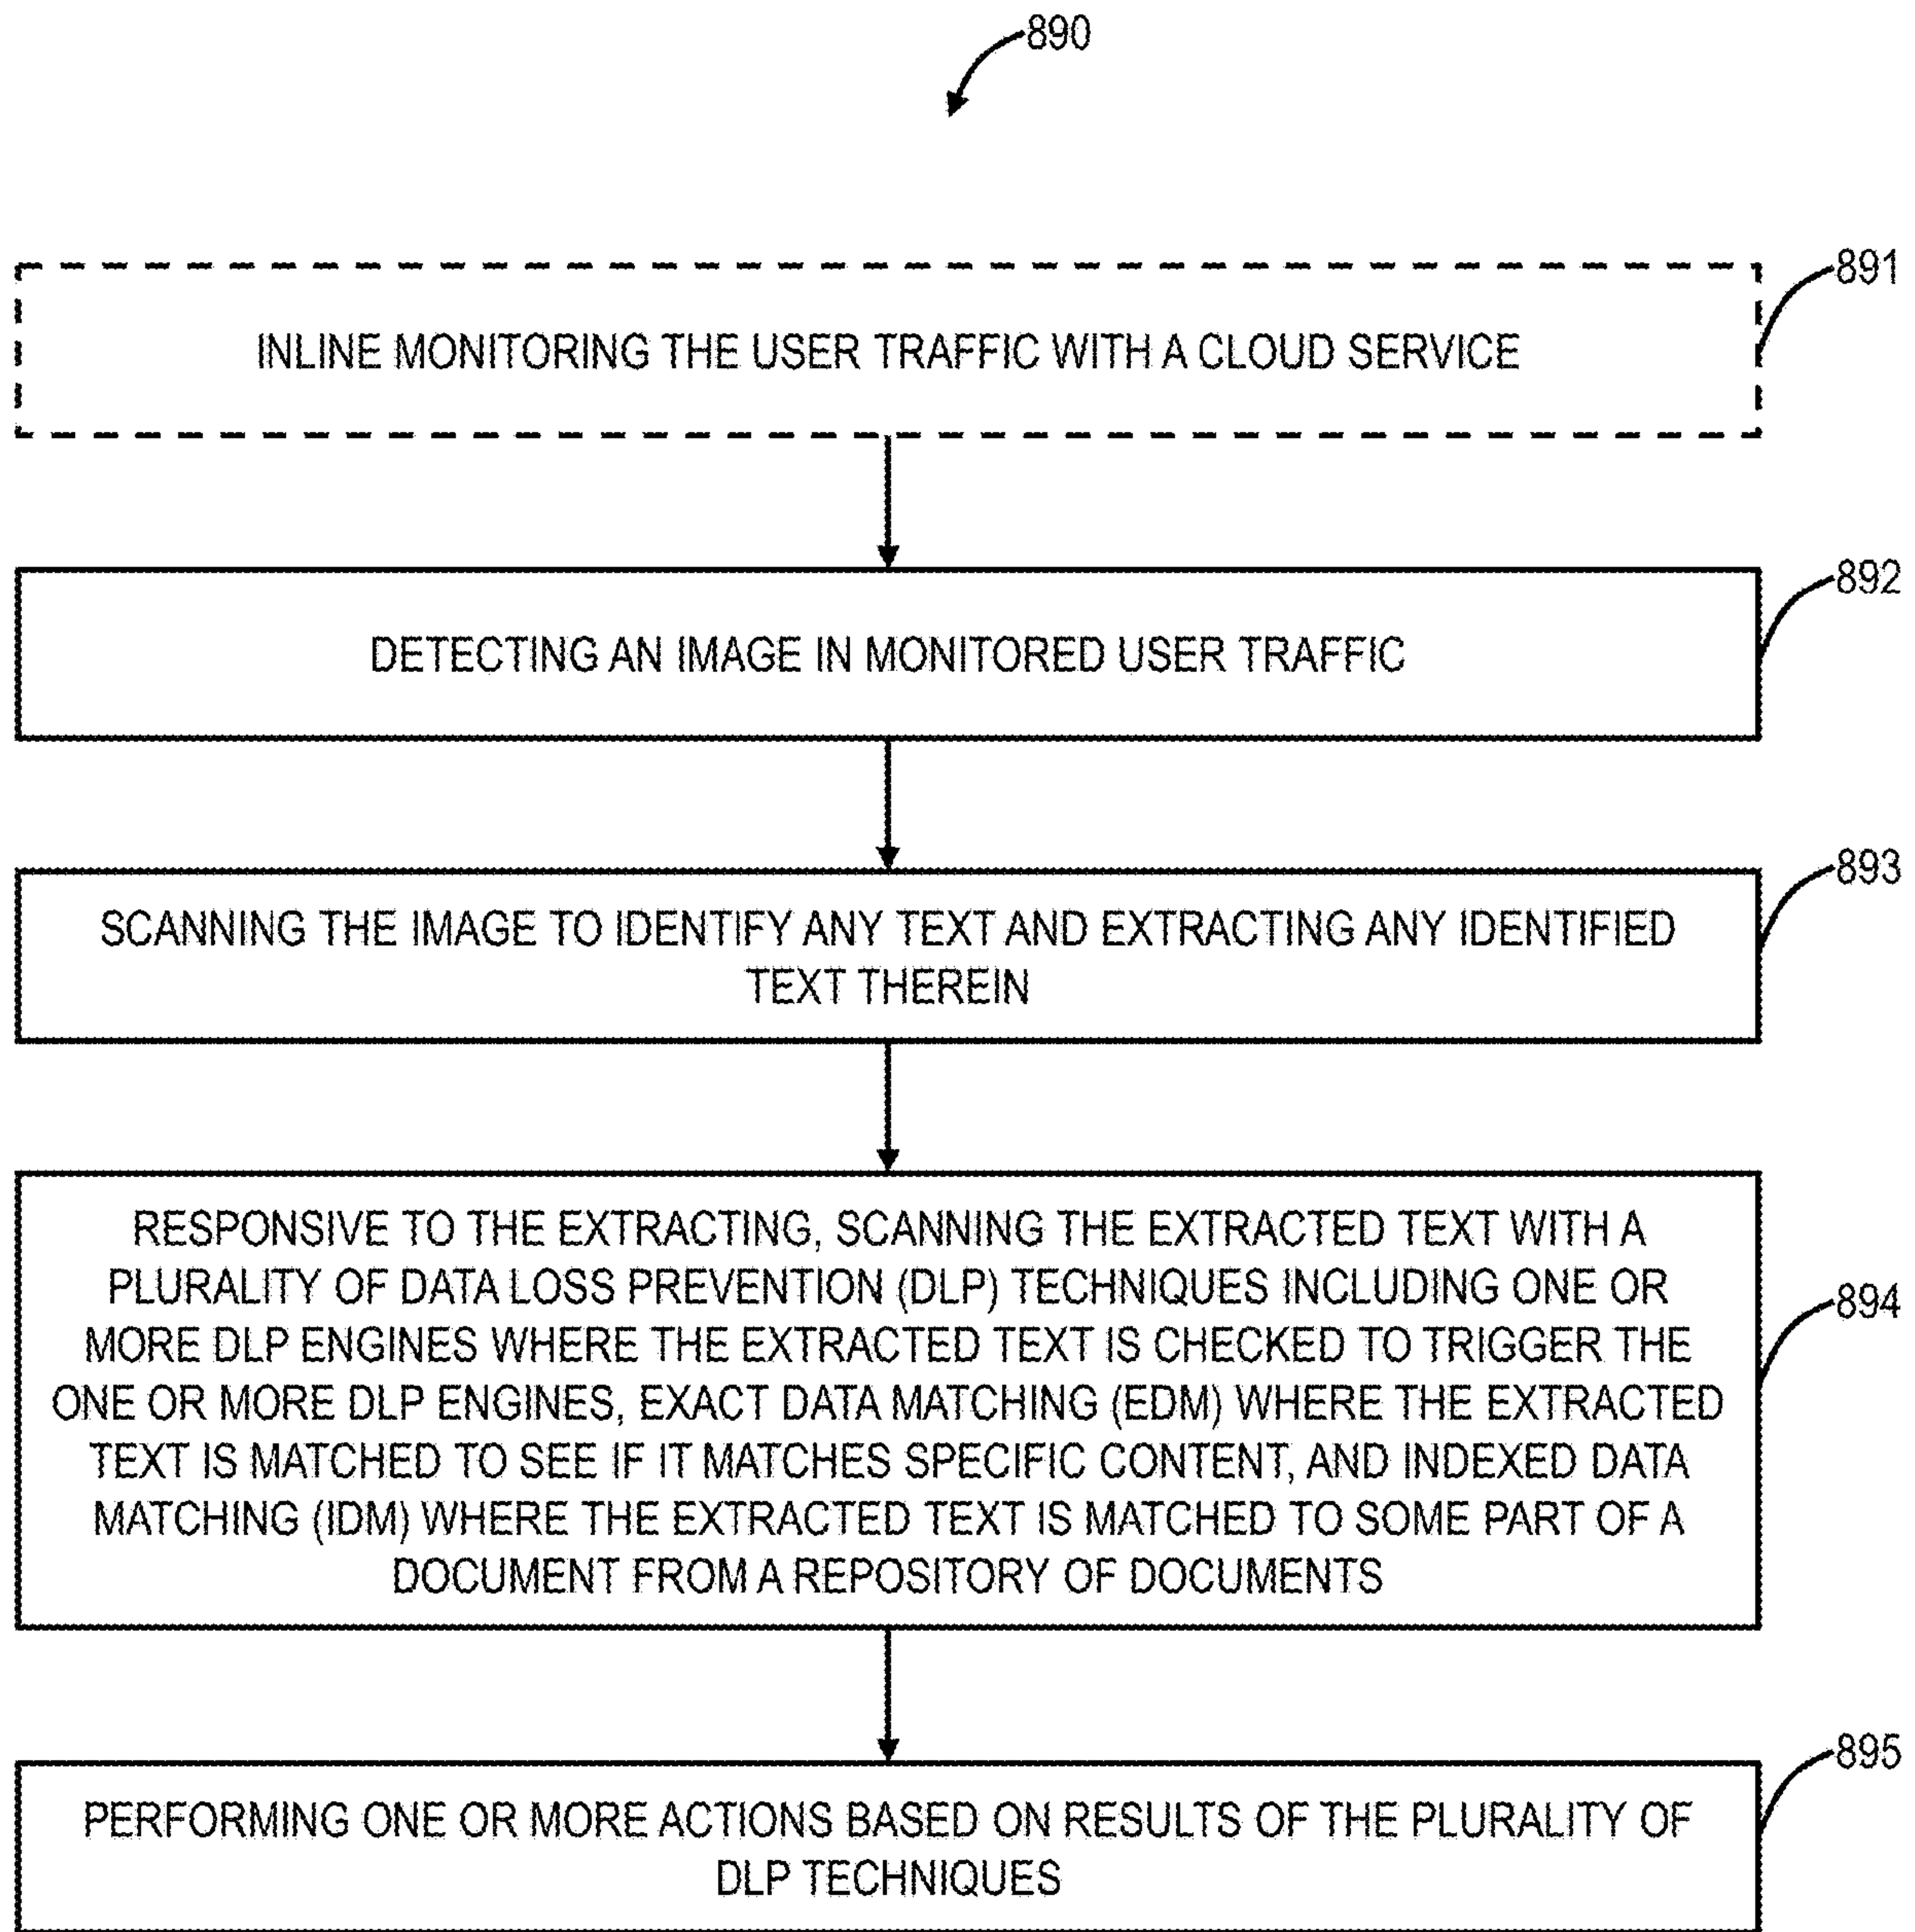 890
891
INLINE MONITORING THE USER TRAFFIC WITH A CLOUD SERVICE
892
DETECTING AN IMAGE IN MONITORED USER TRAFFIC
893
SCANNING THE IMAGE TO IDENTIFY ANY TEXT AND EXTRACTING ANY IDENTIFIED
TEXT THEREIN
894
RESPONSIVE TO THE EXTRACTING, SCANNING THE EXTRACTED TEXT WITH A
PLURALITY OF DATA LOSS PREVENTION (DLP) TECHNIQUES INCLUDING ONE OR
MORE DLP ENGINES WHERE THE EXTRACTED TEXT IS CHECKED TO TRIGGER THE
ONE OR MORE DLP ENGINES, EXACT DATA MATCHING (EDM) WHERE THE EXTRACTED
TEXT IS MATCHED TO SEE IF IT MATCHES SPECIFIC CONTENT, AND INDEXED DATA
MATCHING (IDM) WHERE THE EXTRACTED TEXT IS MATCHED TO SOME PART OF A
DOCUMENT FROM A REPOSITORY OF DOCUMENTS
895
PERFORMING ONE OR MORE ACTIONS BASED ON RESULTS OF THE PLURALITY OF
DLP TECHNIQUES